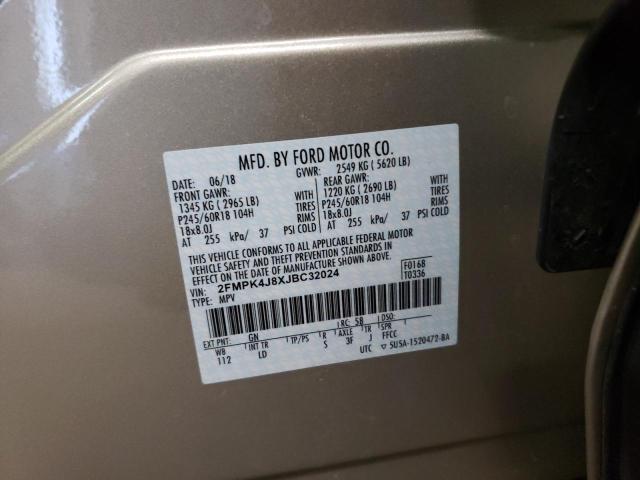 MFD. BY FORD MOTOR CO.
DATE: 06/18 GVWR: 2549 KG ( 5620 LB)
FRONT GAWR: REAR GAWR:
1345 KG ( 2965 LB) WITH 1220 KG ( 2690 LB) WITH
P245/60R18 104H TIRES P245/60R18 104H TIRES
18x8.0J RIMS 18x8.0J RIMS
AT 255 kPa/ 37 PSI COLD AT 255 kPa/ 37 PSI COLD
THIS VEHICLE CONFORMS TO ALL APPLICABLE FEDERAL MOTOR
VEHICLE SAFETY AND THEFT PREVENTION STANDARDS IN
EFFECT ON THE DATE OF MANUFACTURE SHOWN ABOVE.
VIN: 2FMPK4J8XJBC32024 F0168
TYPE: MPV T0336
EXT PNT: GN RC: 58 DSO:
WB INT TR TP/PS R AXLE TR SPR
112 LD S 3F J FFCC
UTC ▽ 5U5A-1520472-BA